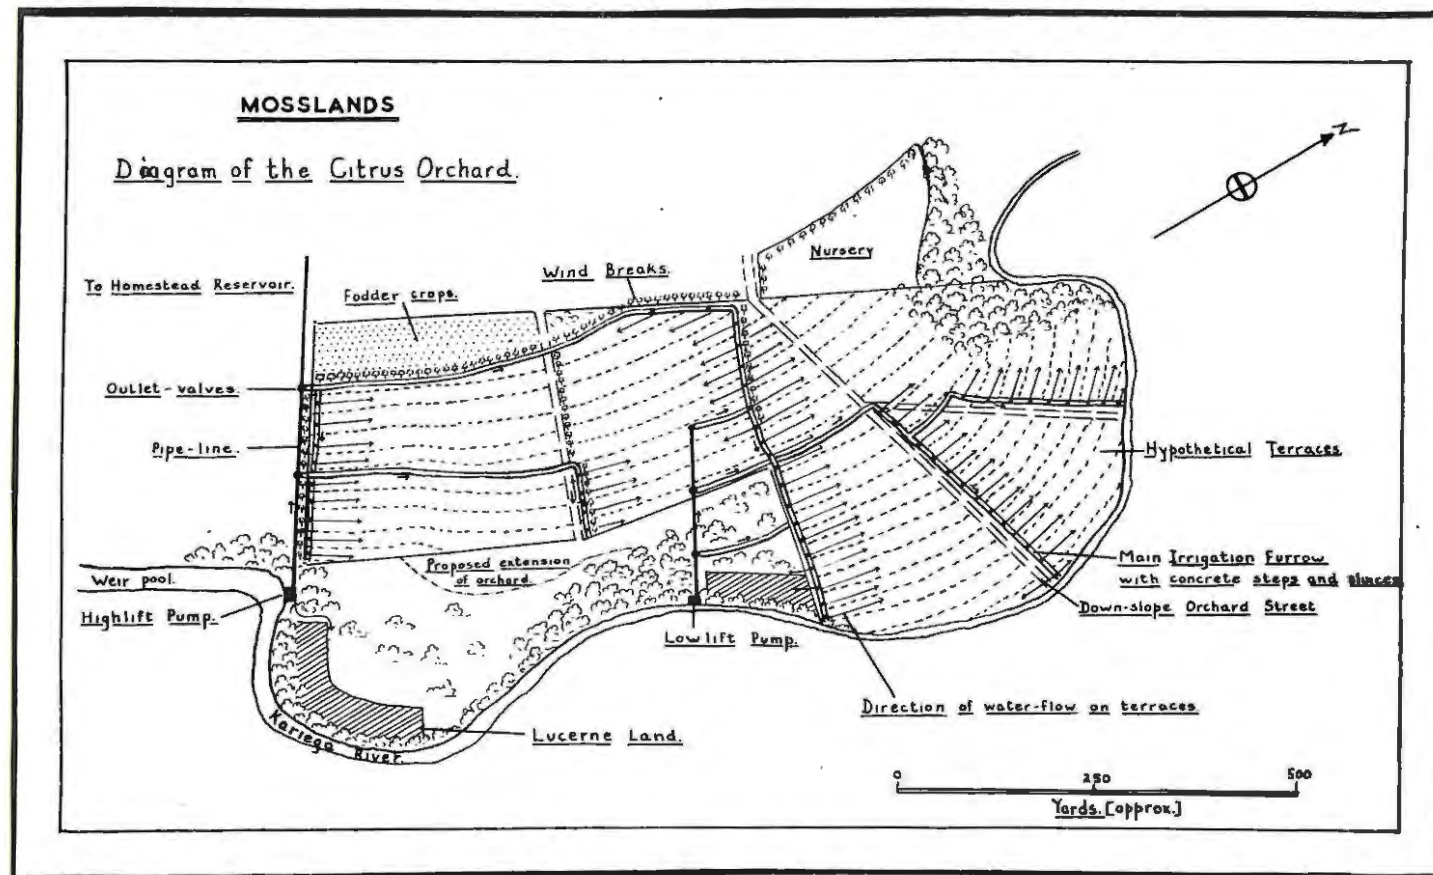 MOSSLANDS
Diagram of the Citrus Orchard.
N
Nursery
Wind Breaks.
To Homestead Reservoir.
Fodder crops.
Outlet-valves.
Pipe-line.
Hypothetical Terraces
Proposed extension
of orchard.
Main Irrigation Furrow
with concrete steps and sluices
Weir pool.
Highlift Pump.
Down-slope Orchard Street
Lowlift Pump.
Direction of water-flow on terraces
Kariega River.
Lucerne Land.
0 250 500
Yards. [approx.]